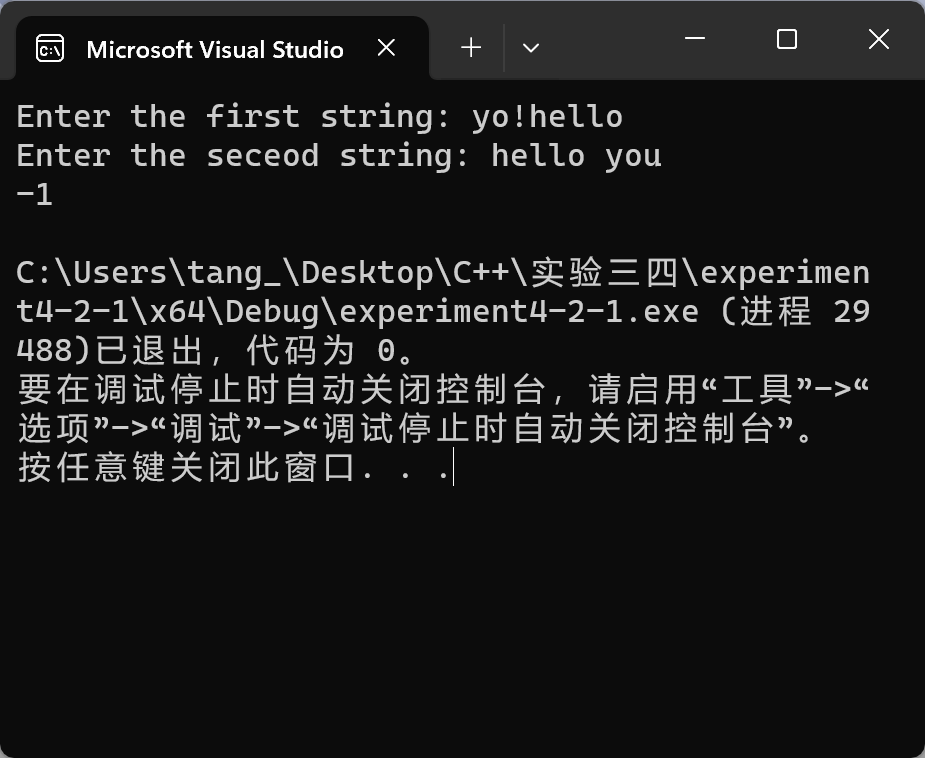 Microsoft Visual Studio
Enter the first string: yo!hello
Enter the seceod string: hello you
-1
C:\Users\tang_\Desktop\C++\实验三四\experimen
t4-2-1\x64\Debug\experiment4-2-1.exe (进程 29
488)已退出，代码为 0。
要在调试停止时自动关闭控制台，请启用“工具”->“
选项”->“调试”->“调试停止时自动关闭控制台”。
按任意键关闭此窗口. . .